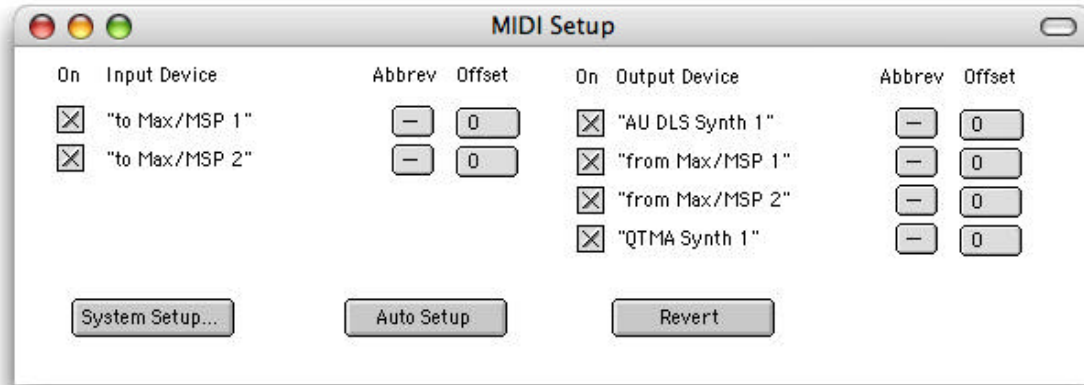 MIDI Setup
On Input Device Abbrev Offset On Output Device Abbrev Offset
"to Max/MSP 1" – 0 "AU DLS Synth 1" – 0
"to Max/MSP 2" – 0 "from Max/MSP 1" – 0
"from Max/MSP 2" – 0
"QTMA Synth 1" – 0
System Setup... Auto Setup Revert